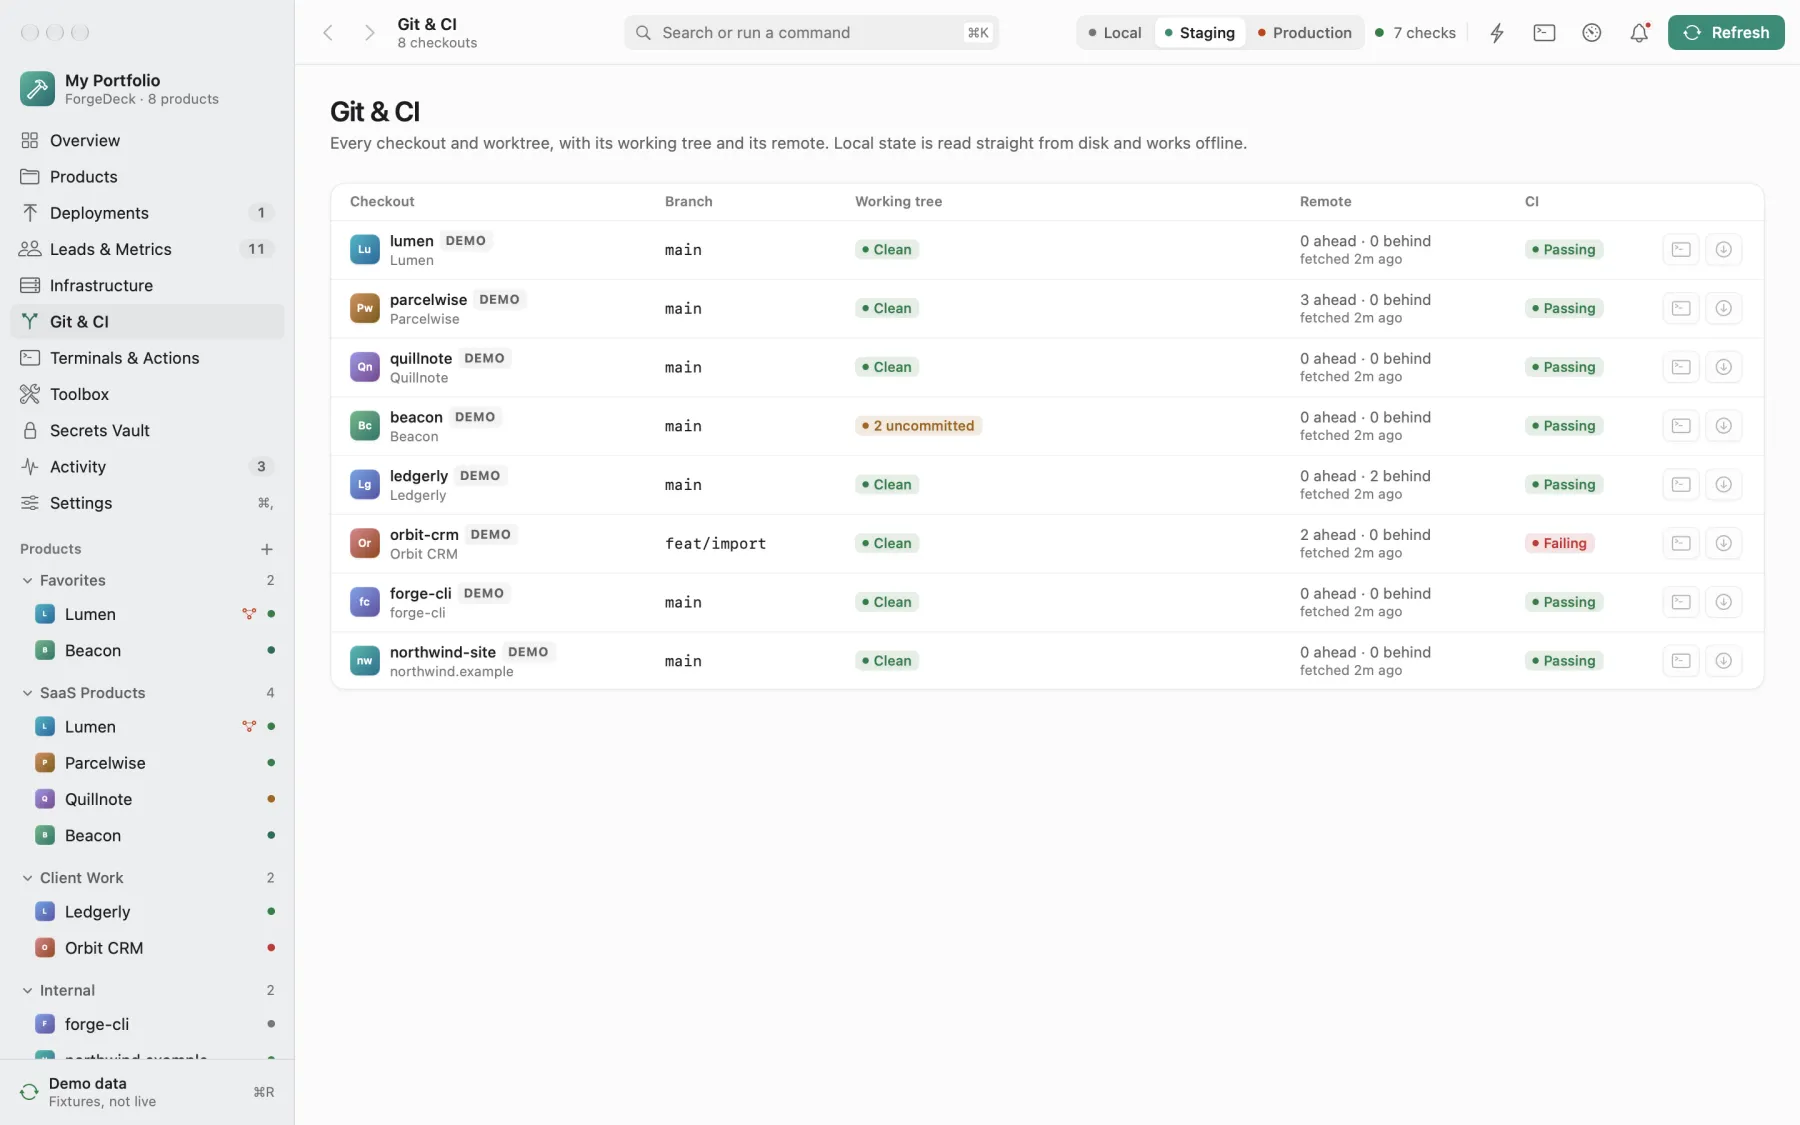 My Portfolio
ForgeDeck · 8 products
Overview
Products
Deployments 1
Leads & Metrics 11
Infrastructure
Git & CI
Terminals & Actions
Toolbox
Secrets Vault
Activity 3
Settings ⌘,
Products +
Favorites 2
L Lumen
B Beacon
SaaS Products 4
L Lumen
P Parcelwise
Q Quillnote
B Beacon
Client Work 2
L Ledgerly
O Orbit CRM
Internal 2
F forge-cli
northwind.example
Demo data ⌘R
Fixtures, not live
Git & CI
8 checkouts
Search or run a command ⌘K
Local Staging Production 7 checks
Refresh
Git & CI
Every checkout and worktree, with its working tree and its remote. Local state is read straight from disk and works offline.
Checkout Branch Working tree Remote CI
Lu lumen DEMO main Clean 0 ahead · 0 behind Passing
Lumen fetched 2m ago
Pw parcelwise DEMO main Clean 3 ahead · 0 behind Passing
Parcelwise fetched 2m ago
Qn quillnote DEMO main Clean 0 ahead · 0 behind Passing
Quillnote fetched 2m ago
Bc beacon DEMO main 2 uncommitted 0 ahead · 0 behind Passing
Beacon fetched 2m ago
Lg ledgerly DEMO main Clean 0 ahead · 2 behind Passing
Ledgerly fetched 2m ago
Or orbit-crm DEMO feat/import Clean 2 ahead · 0 behind Failing
Orbit CRM fetched 2m ago
fc forge-cli DEMO main Clean 0 ahead · 0 behind Passing
forge-cli fetched 2m ago
nw northwind-site DEMO main Clean 0 ahead · 0 behind Passing
northwind.example fetched 2m ago